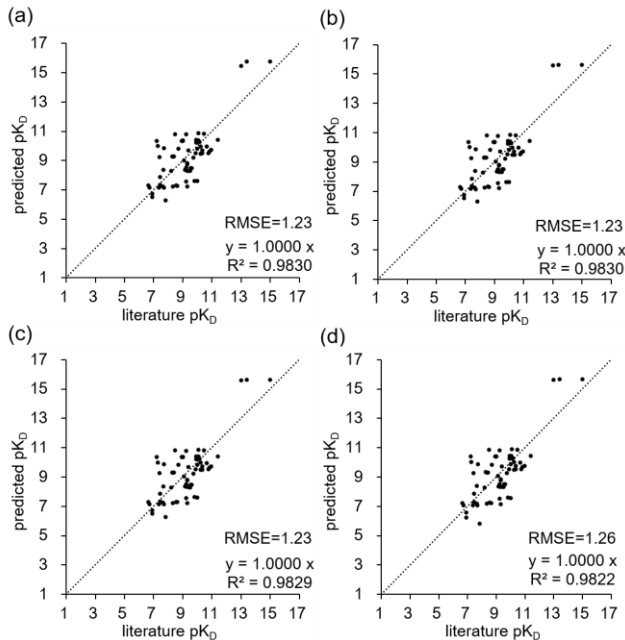 (a)
17
15
13
11
9
7
5
3
1
predicted pKD
RMSE=1.23
y = 1.0000 x
R² = 0.9830
1 3 5 7 9 11 13 15 17
literature pKD
(b)
17
15
13
11
9
7
5
3
1
predicted pKD
RMSE=1.23
y = 1.0000 x
R² = 0.9830
1 3 5 7 9 11 13 15 17
literature pKD
(c)
17
15
13
11
9
7
5
3
1
predicted pKD
RMSE=1.23
y = 1.0000 x
R² = 0.9829
1 3 5 7 9 11 13 15 17
literature pKD
(d)
17
15
13
11
9
7
5
3
1
predicted pKD
RMSE=1.26
y = 1.0000 x
R² = 0.9822
1 3 5 7 9 11 13 15 17
literature pKD